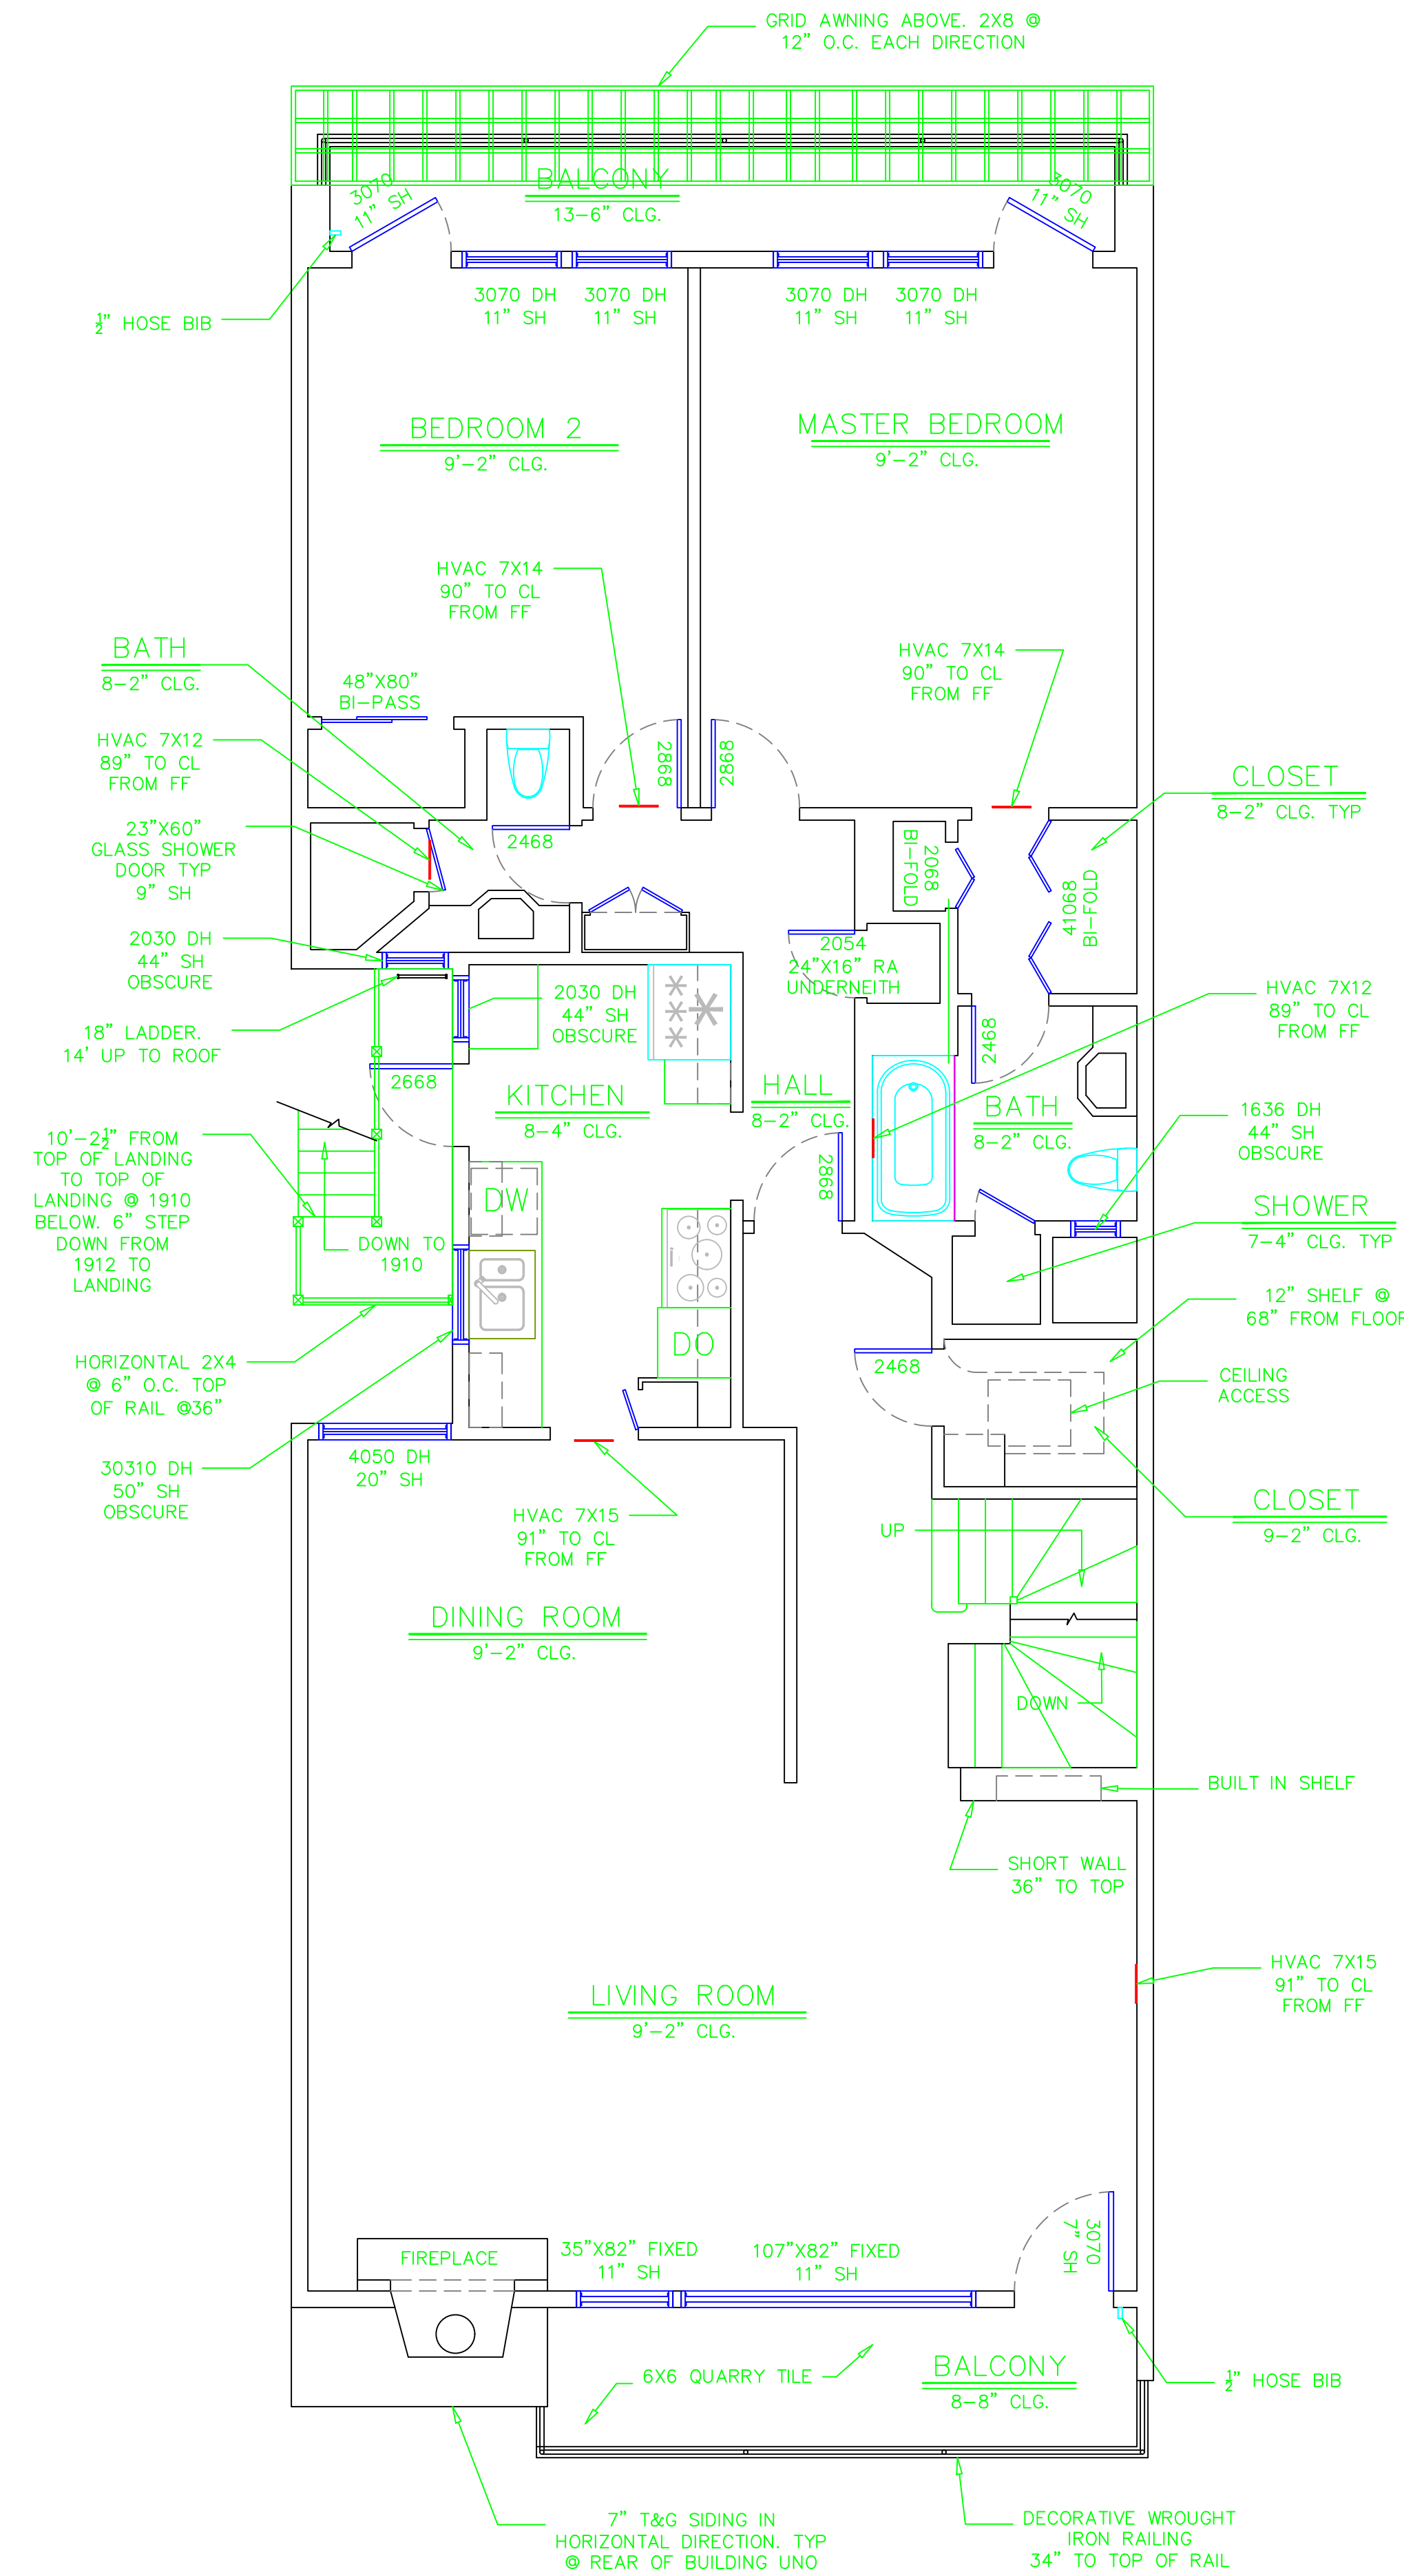 GRID AWNING ABOVE. 2X8 @
12" O.C. EACH DIRECTION
BALCONY
13-6" CLG.
3070
11" SH
3070
11" SH
½" HOSE BIB
3070 DH
11" SH
3070 DH
11" SH
3070 DH
11" SH
3070 DH
11" SH
BEDROOM 2
9'-2" CLG.
MASTER BEDROOM
9'-2" CLG.
HVAC 7X14
90" TO CL
FROM FF
HVAC 7X14
90" TO CL
FROM FF
BATH
8-2" CLG.
48"X80"
BI-PASS
HVAC 7X12
89" TO CL
FROM FF
2868
2868
CLOSET
8-2" CLG. TYP
23"X60"
GLASS SHOWER
DOOR TYP
9" SH
2468
2068
BI-FOLD
41068
BI-FOLD
2030 DH
44" SH
OBSCURE
2054
24"X16" RA
UNDERNEITH
2030 DH
44" SH
OBSCURE
HVAC 7X12
89" TO CL
FROM FF
18" LADDER.
14' UP TO ROOF
2468
2668
KITCHEN
8-4" CLG.
HALL
8-2" CLG.
BATH
8-2" CLG.
1636 DH
44" SH
OBSCURE
10'-2½" FROM
TOP OF LANDING
TO TOP OF
LANDING @ 1910
BELOW. 6" STEP
DOWN FROM
1912 TO
LANDING
DOWN TO
1910
DW
2868
SHOWER
7-4" CLG. TYP
12" SHELF @
68" FROM FLOOR
DO
HORIZONTAL 2X4
@ 6" O.C. TOP
OF RAIL @36"
2468
CEILING
ACCESS
30310 DH
50" SH
OBSCURE
4050 DH
20" SH
HVAC 7X15
91" TO CL
FROM FF
CLOSET
9-2" CLG.
UP
DINING ROOM
9'-2" CLG.
DOWN
BUILT IN SHELF
SHORT WALL
36" TO TOP
LIVING ROOM
9'-2" CLG.
HVAC 7X15
91" TO CL
FROM FF
3070
7" SH
FIREPLACE
35"X82" FIXED
11" SH
107"X82" FIXED
11" SH
6X6 QUARRY TILE
BALCONY
8-8" CLG.
½" HOSE BIB
7" T&G SIDING IN
HORIZONTAL DIRECTION. TYP
@ REAR OF BUILDING UNO
DECORATIVE WROUGHT
IRON RAILING
34" TO TOP OF RAIL